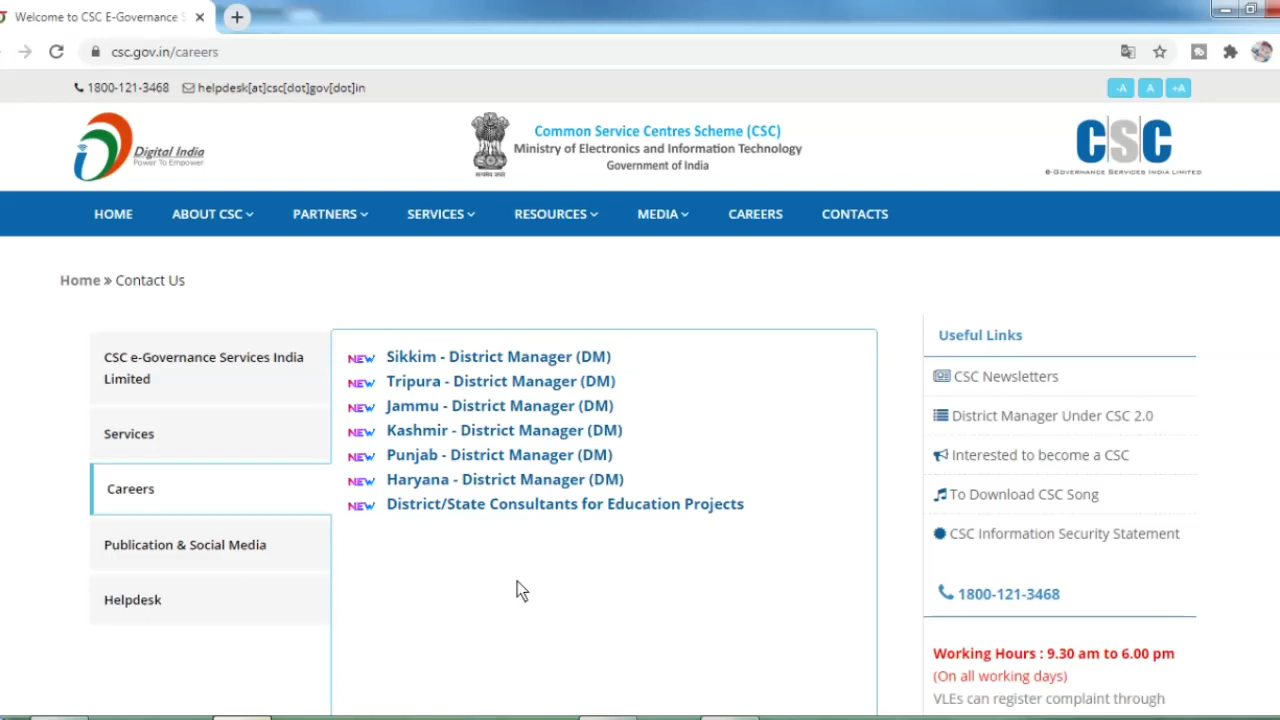 Welcome to CSC E-Governance S
csc.gov.in/careers
1800-121-3468 helpdesk[at]csc[dot]gov[dot]in
-A A +A
Digital India
Power To Empower
सत्यमेव जयते
Common Service Centres Scheme (CSC)
Ministry of Electronics and Information Technology
Government of India
CSC
e-Governance Services India Limited
HOME ABOUT CSC PARTNERS SERVICES RESOURCES MEDIA CAREERS CONTACTS
Home » Contact Us
CSC e-Governance Services India
Limited
Services
Careers
Publication & Social Media
Helpdesk
NEW Sikkim - District Manager (DM)
NEW Tripura - District Manager (DM)
NEW Jammu - District Manager (DM)
NEW Kashmir - District Manager (DM)
NEW Punjab - District Manager (DM)
NEW Haryana - District Manager (DM)
NEW District/State Consultants for Education Projects
Useful Links
CSC Newsletters
District Manager Under CSC 2.0
Interested to become a CSC
To Download CSC Song
CSC Information Security Statement
1800-121-3468
Working Hours : 9.30 am to 6.00 pm
(On all working days)
VLEs can register complaint through